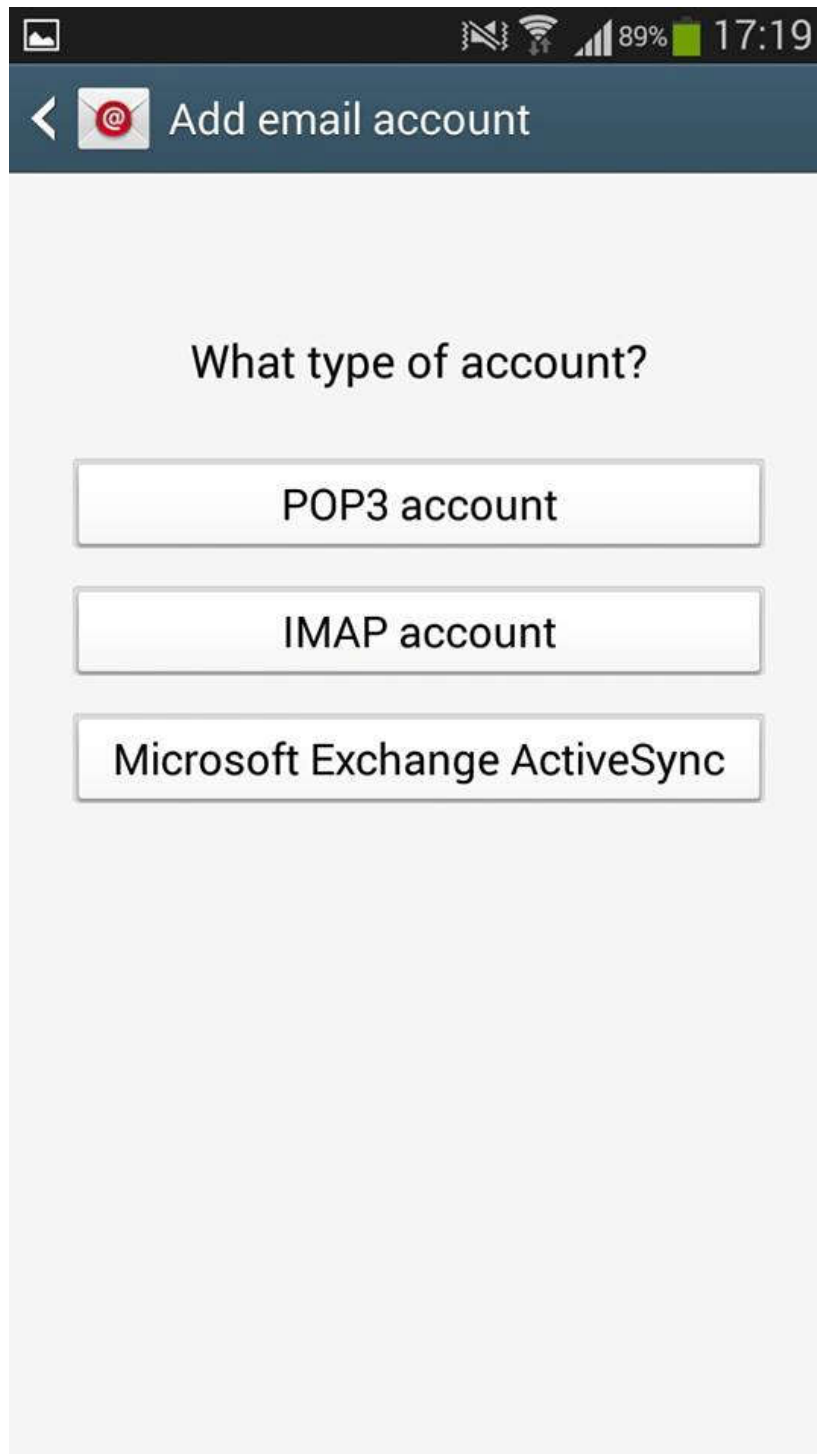 89% 17:19
@ Add email account
What type of account?
POP3 account
IMAP account
Microsoft Exchange ActiveSync